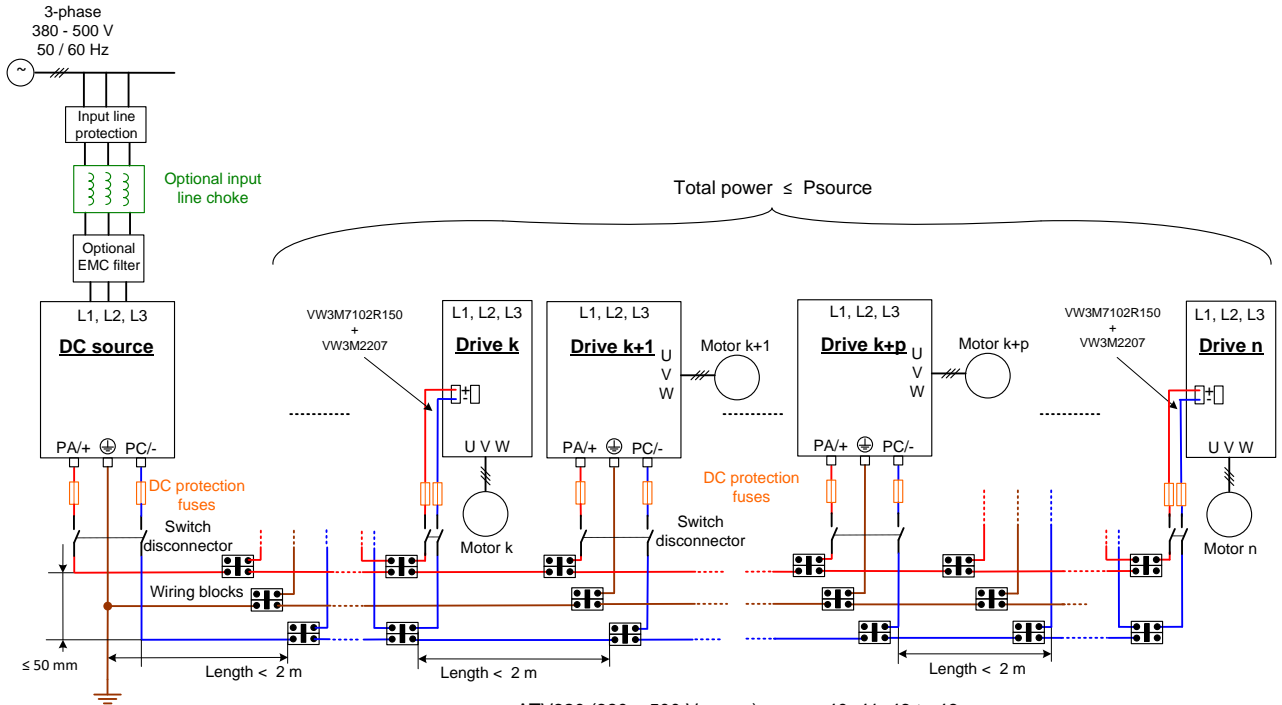 3-phase
380 - 500 V
50 / 60 Hz
~
Input line
protection
Optional input
line choke
Optional
EMC filter
Total power ≤ Psource
L1, L2, L3
DC source
PA/+
PC/-
VW3M7102R150
+
VW3M2207
L1, L2, L3
Drive k
+
-
U V W
L1, L2, L3
Drive k+1
U
V
W
PA/+
PC/-
Motor k+1
L1, L2, L3
Drive k+p
U
V
W
PA/+
PC/-
Motor k+p
VW3M7102R150
+
VW3M2207
L1, L2, L3
Drive n
+
-
U V W
DC protection
fuses
DC protection
fuses
Switch
disconnector
Motor k
Switch
disconnector
Motor n
Wiring blocks
≤ 50 mm
Length < 2 m
Length < 2 m
Length < 2 m